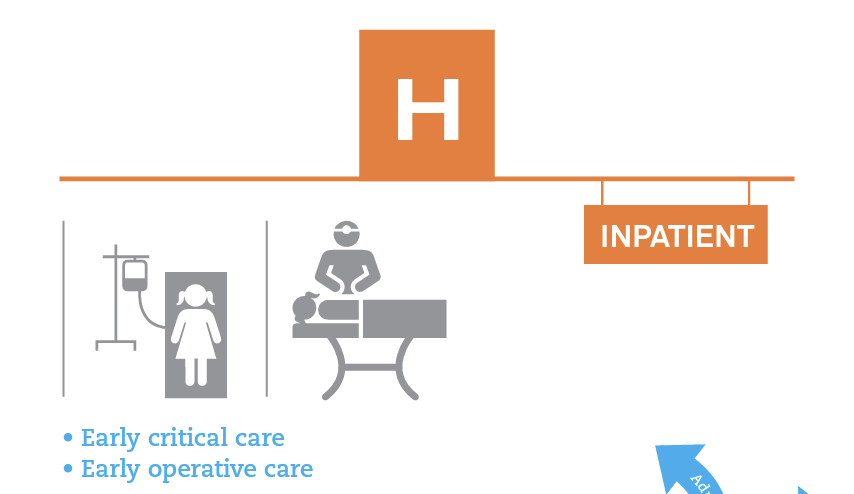 H
INPATIENT
• Early critical care
• Early operative care